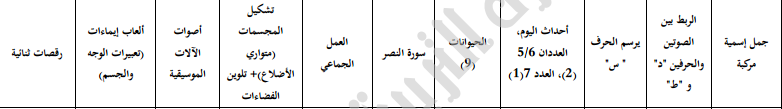 جمل إسمية
مركبة
الربط بين
الصوتين
والحرفين "د"
و "ط"
يرسم الحرف
" س"
أحداث اليوم،
العددان 5/6
(2)، العدد 7(1)
الحيوانات
(9)
سورة النصر
العمل
الجماعي
تشكيل
المجسمات
(متوازي
الأضلاع)+ تلوين
الفضاءات
أصوات
الآلات
الموسيقية
ألعاب إيماءات
(تعبيرات الوجه
والجسم)
رقصات ثنائية